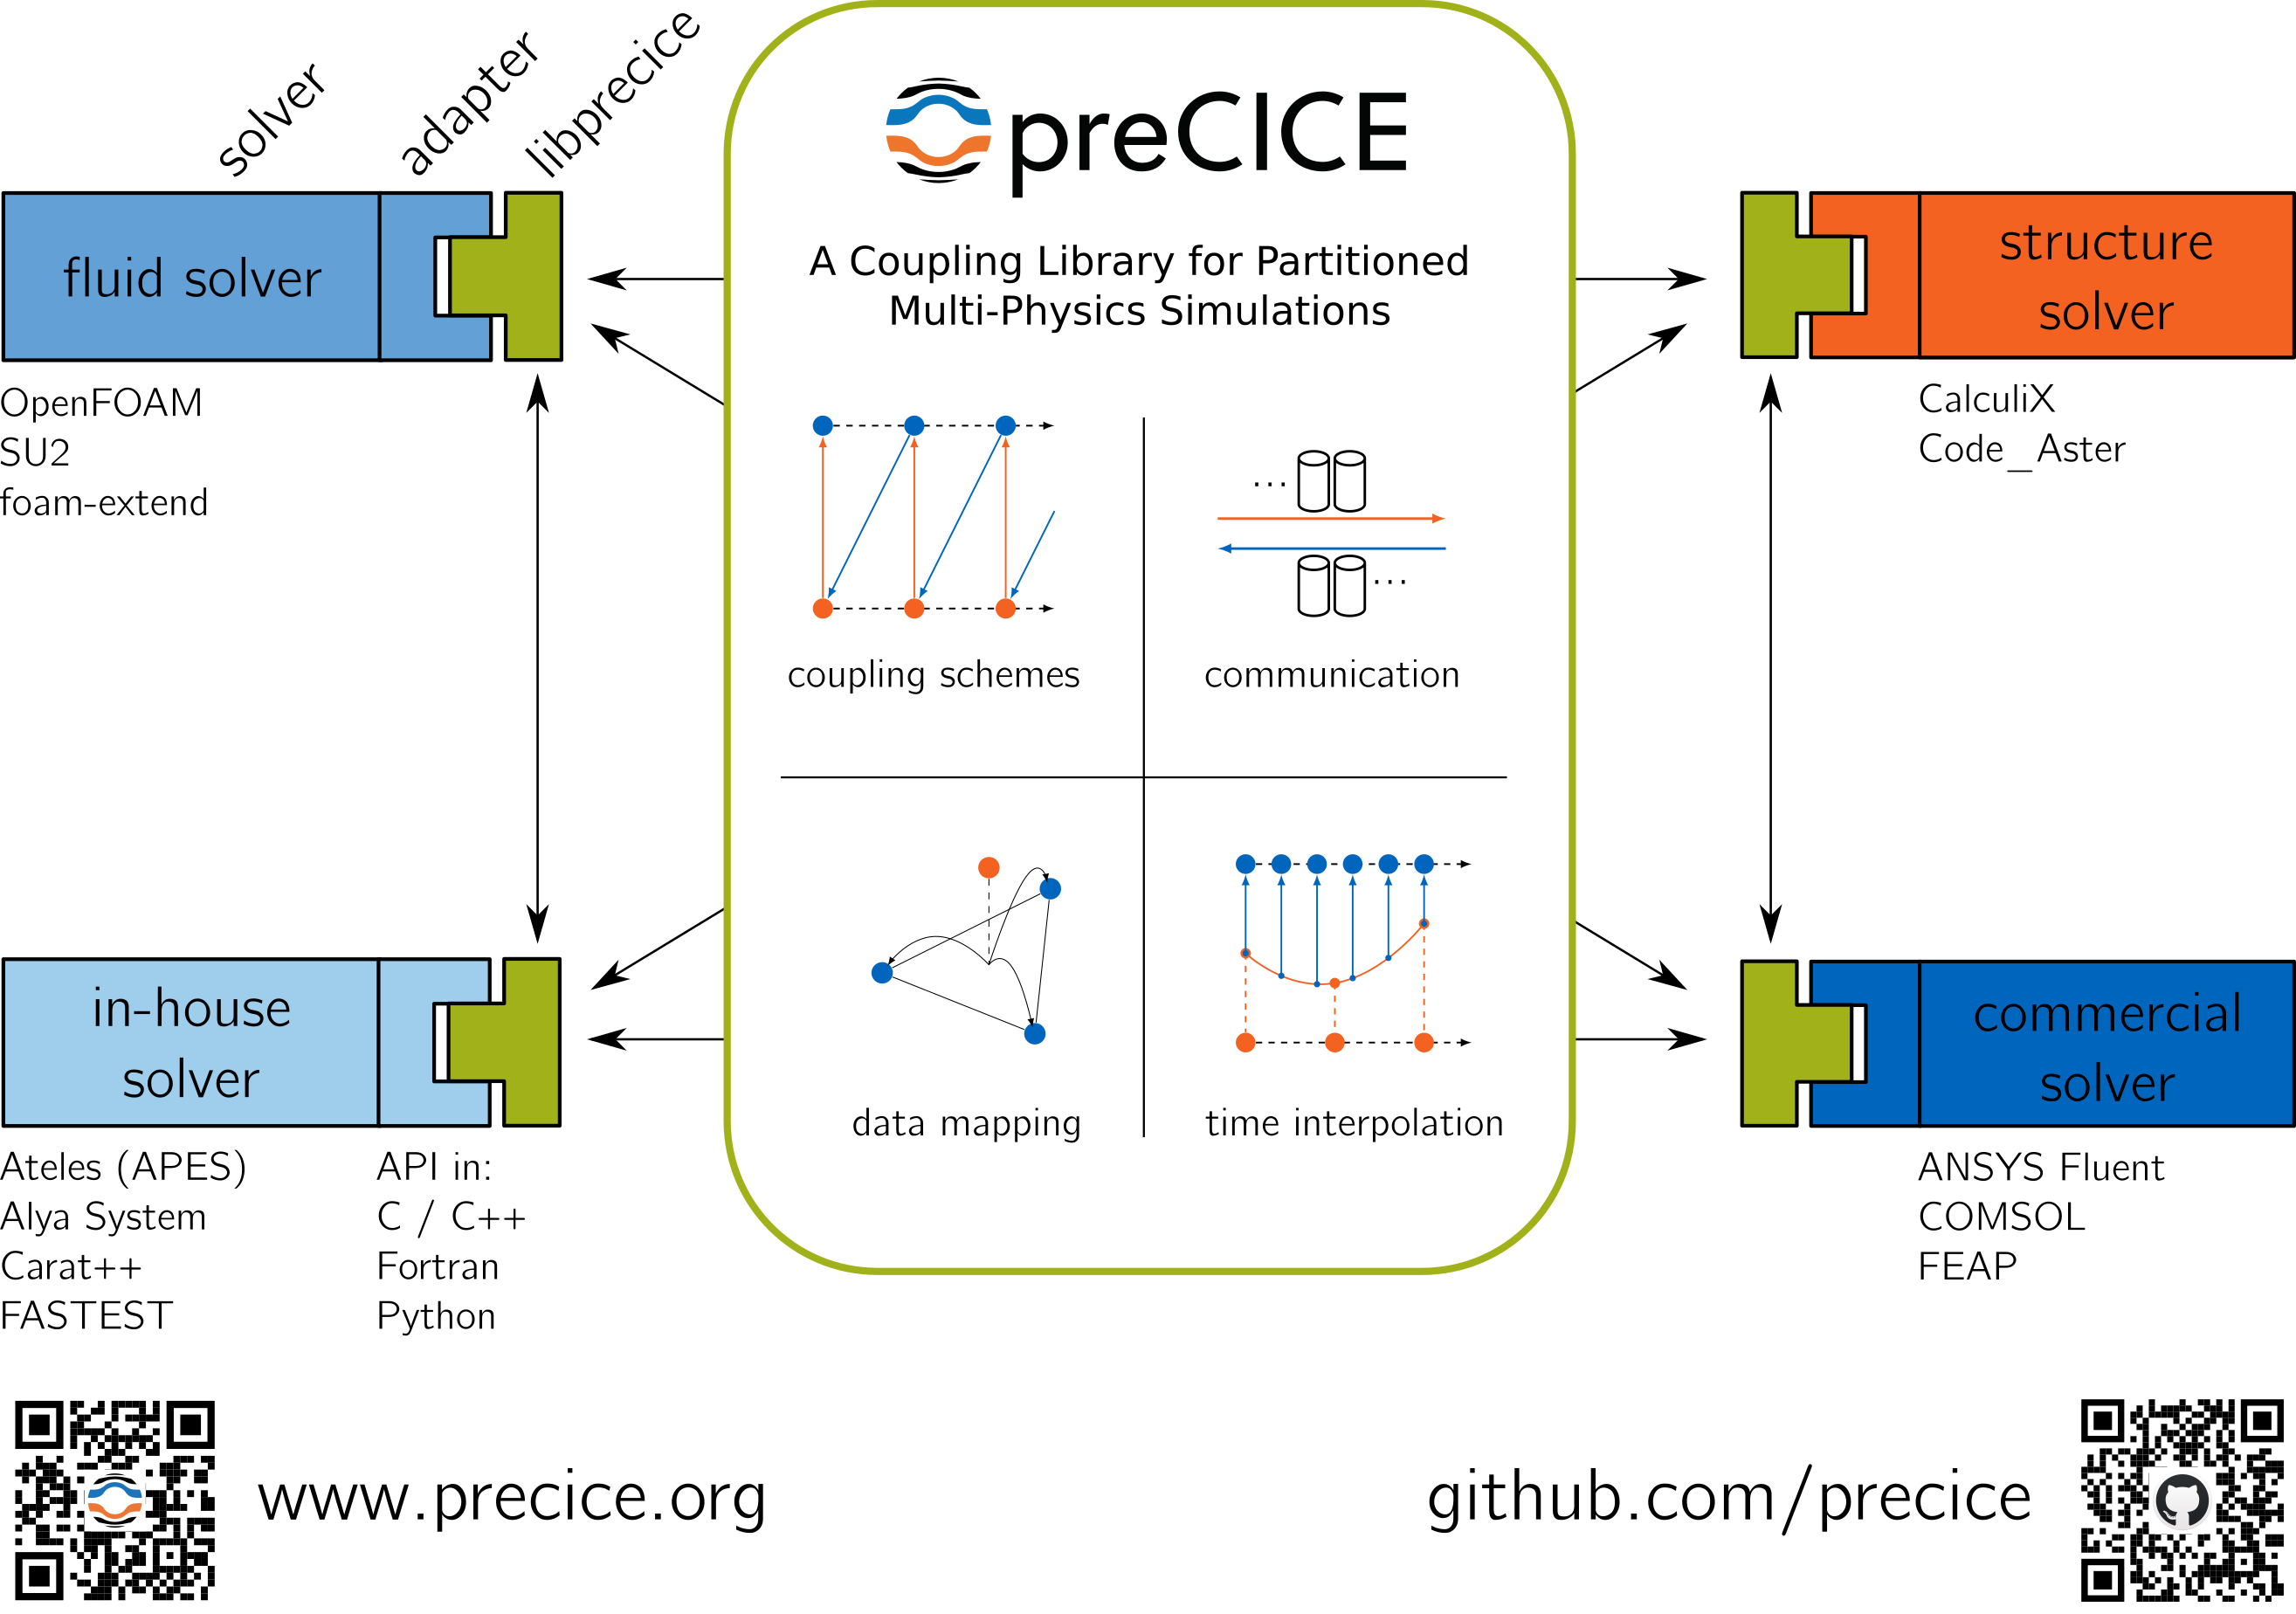 solver
adapter
libprecice
preCICE
A Coupling Library for Partitioned
Multi-Physics Simulations
fluid solver
OpenFOAM
SU2
foam-extend
structure
solver
CalculiX
Code_Aster
coupling schemes
...
...
communication
data mapping
time interpolation
in-house
solver
Ateles (APES)
Alya System
Carat++
FASTEST
API in:
C / C++
Fortran
Python
commercial
solver
ANSYS Fluent
COMSOL
FEAP
www.precice.org
github.com/precice